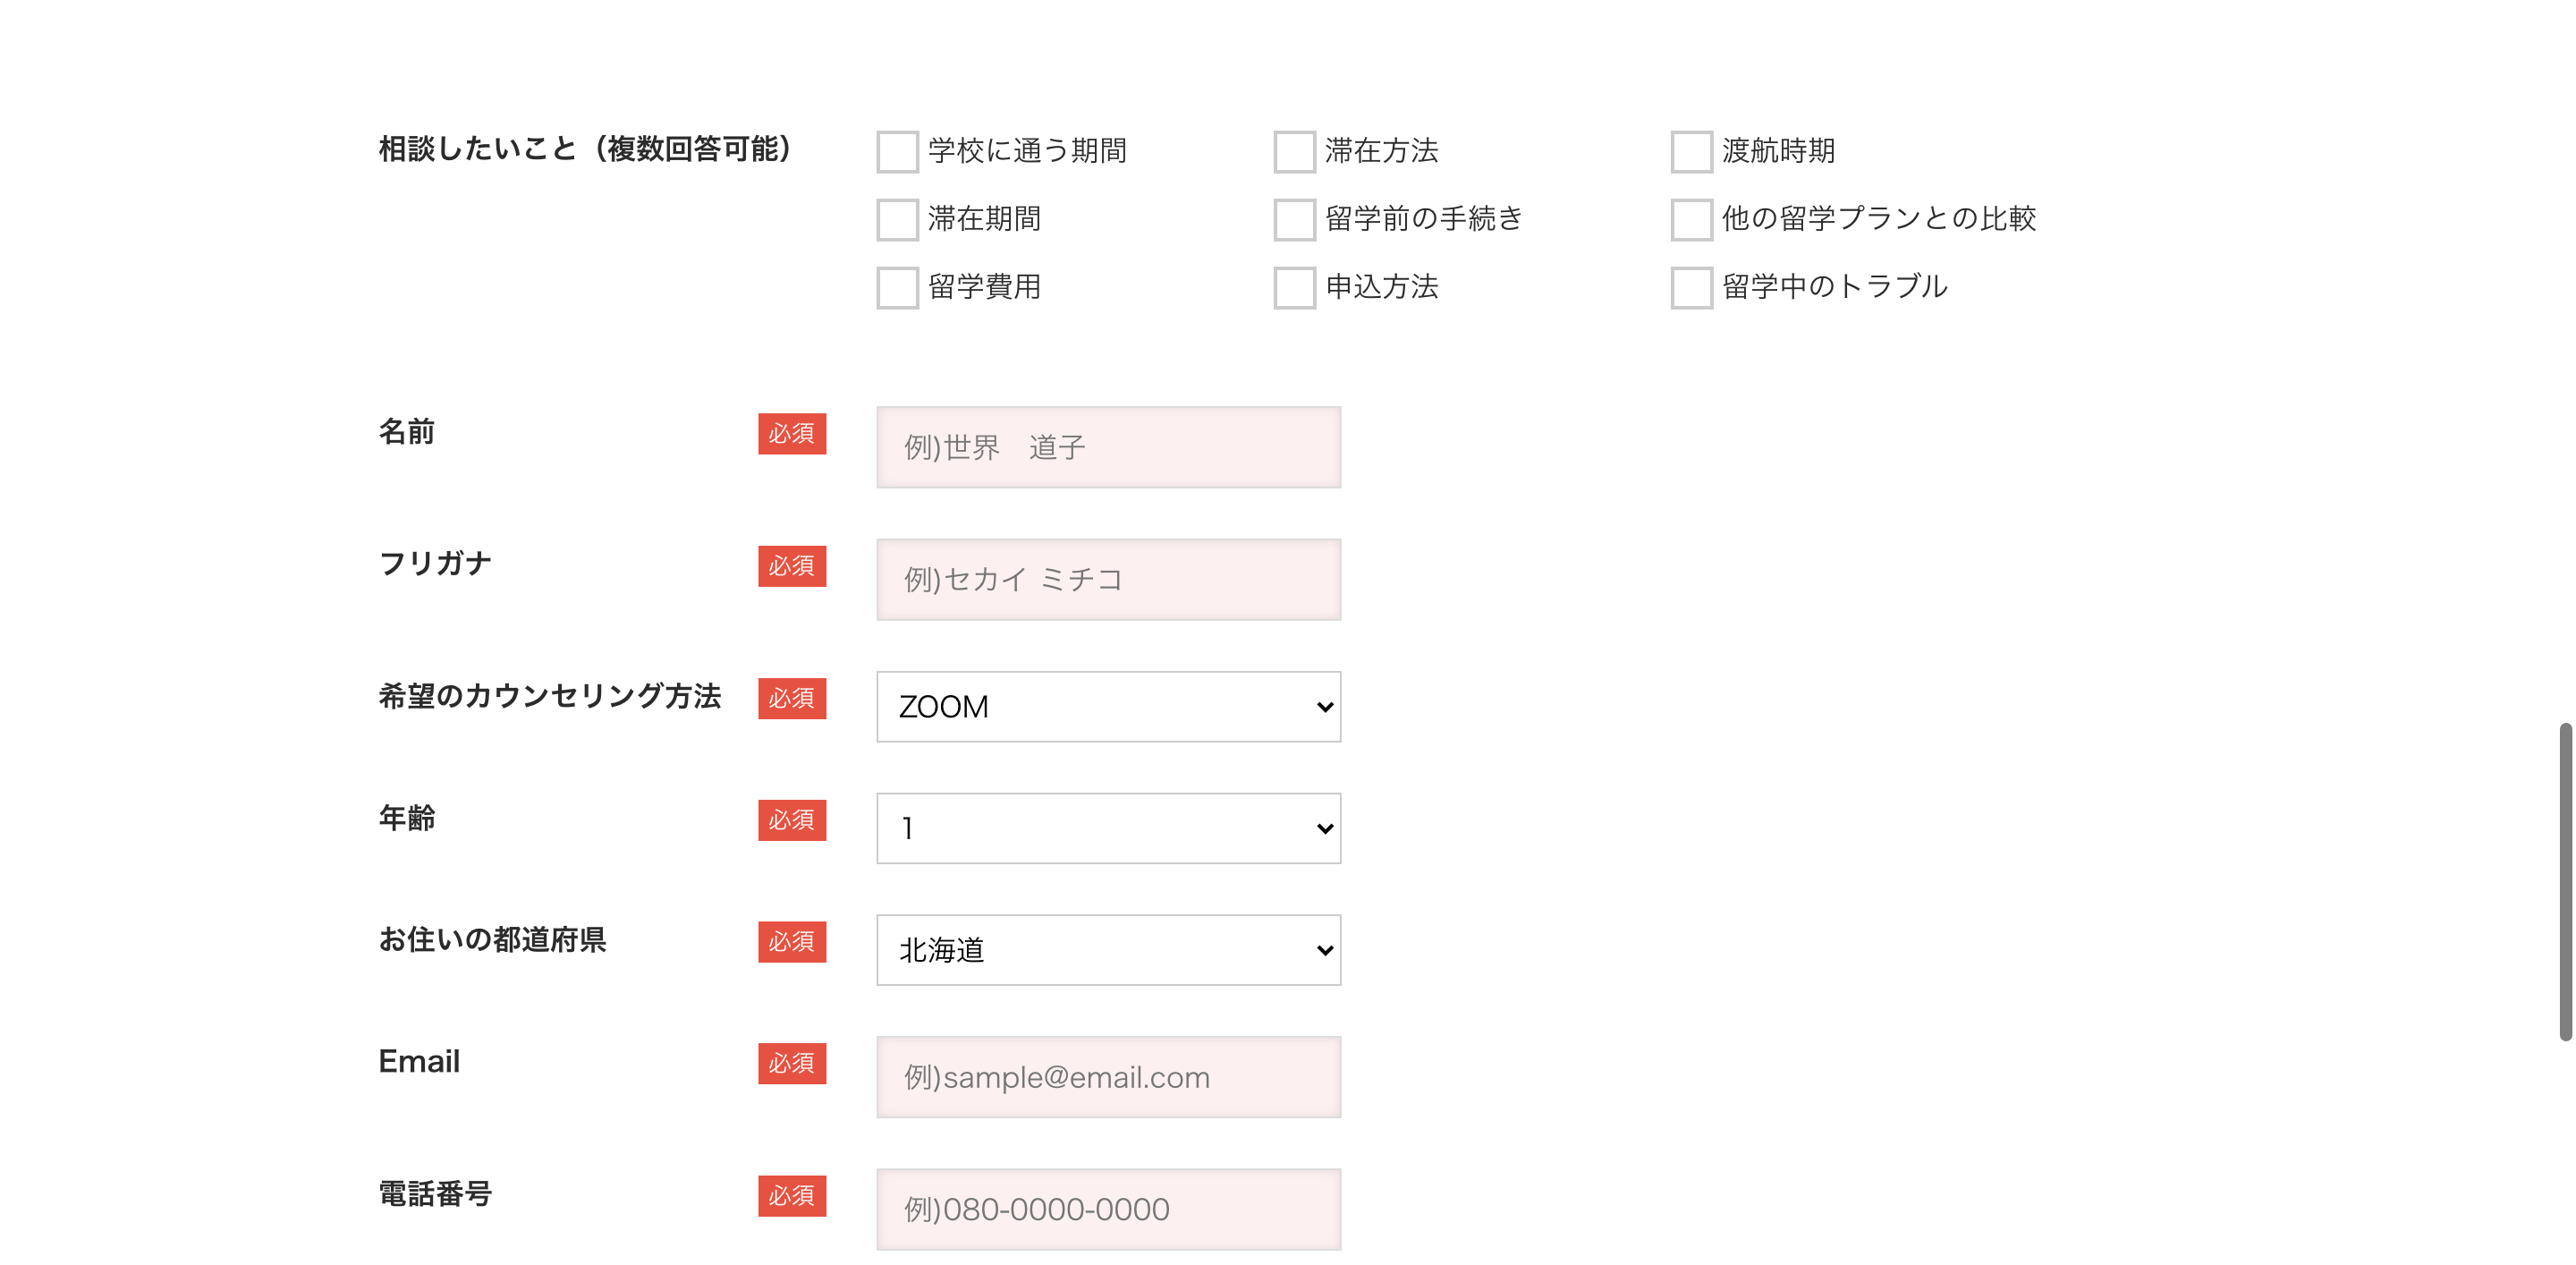 相談したいこと（複数回答可能）
学校に通う期間 滞在方法 渡航時期
滞在期間 留学前の手続き 他の留学プランとの比較
留学費用 申込方法 留学中のトラブル
名前 必須 例)世界　道子
フリガナ 必須 例)セカイ ミチコ
希望のカウンセリング方法 必須 ZOOM
年齢 必須 1
お住いの都道府県 必須 北海道
Email 必須 例)sample@email.com
電話番号 必須 例)080-0000-0000